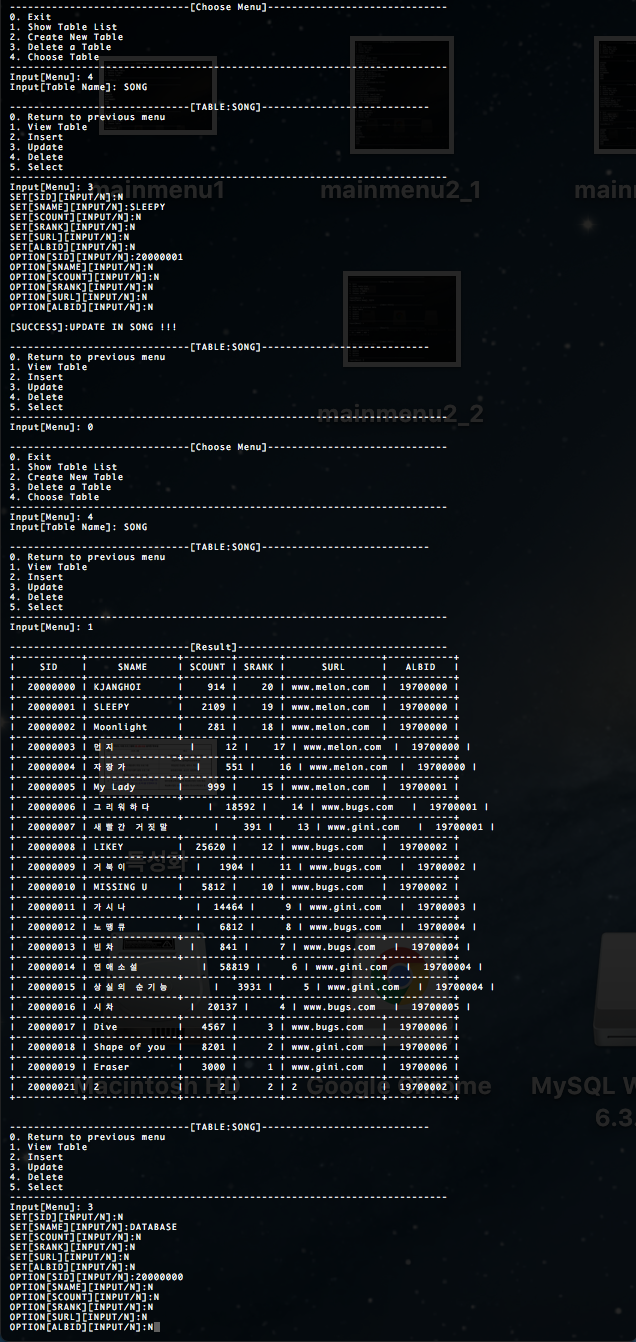 -----------------------------[Choose Menu]-----------------------------
0. Exit
1. Show Table List
2. Create New Table
3. Delete a Table
4. Choose Table
-------------------------------------------------------------------------
Input[Menu]: 4
Input[Table Name]: SONG
-----------------------------[TABLE:SONG]----------------------------
0. Return to previous menu
1. View Table
2. Insert
3. Update
4. Delete
5. Select
-------------------------------------------------------------------------
Input[Menu]: 3
SET[SID][INPUT/N]:N
SET[SNAME][INPUT/N]:SLEEPY
SET[SCOUNT][INPUT/N]:N
SET[SRANK][INPUT/N]:N
SET[SURL][INPUT/N]:N
SET[ALBID][INPUT/N]:N
OPTION[SID][INPUT/N]:20000001
OPTION[SNAME][INPUT/N]:N
OPTION[SCOUNT][INPUT/N]:N
OPTION[SRANK][INPUT/N]:N
OPTION[SURL][INPUT/N]:N
OPTION[ALBID][INPUT/N]:N
[SUCCESS]:UPDATE IN SONG !!!
-----------------------------[TABLE:SONG]----------------------------
0. Return to previous menu
1. View Table
2. Insert
3. Update
4. Delete
5. Select
-------------------------------------------------------------------------
Input[Menu]: 0
-----------------------------[Choose Menu]-----------------------------
0. Exit
1. Show Table List
2. Create New Table
3. Delete a Table
4. Choose Table
-------------------------------------------------------------------------
Input[Menu]: 4
Input[Table Name]: SONG
-----------------------------[TABLE:SONG]----------------------------
0. Return to previous menu
1. View Table
2. Insert
3. Update
4. Delete
5. Select
-------------------------------------------------------------------------
Input[Menu]: 1
-----------------------------[Result]-----------------------------------
| SID | SNAME | SCOUNT | SRANK | SURL | ALBID |
| 20000000 | KJANGHOI | 914 | 20 | www.melon.com | 19700000 |
| 20000001 | SLEEPY | 2109 | 19 | www.melon.com | 19700000 |
| 20000002 | Moonlight | 281 | 18 | www.melon.com | 19700000 |
| 20000003 | 먼지 | 12 | 17 | www.melon.com | 19700000 |
| 20000004 | 자장가 | 551 | 16 | www.melon.com | 19700000 |
| 20000005 | My Lady | 999 | 15 | www.melon.com | 19700001 |
| 20000006 | 그리워하다 | 18592 | 14 | www.bugs.com | 19700001 |
| 20000007 | 새빨간 거짓말 | 391 | 13 | www.gini.com | 19700001 |
| 20000008 | LIKEY | 25620 | 12 | www.bugs.com | 19700002 |
| 20000009 | 거북이 | 1904 | 11 | www.bugs.com | 19700002 |
| 20000010 | MISSING U | 5812 | 10 | www.bugs.com | 19700002 |
| 20000011 | 가시나 | 14464 | 9 | www.gini.com | 19700003 |
| 20000012 | 노땡큐 | 6812 | 8 | www.bugs.com | 19700004 |
| 20000013 | 빈차 | 841 | 7 | www.bugs.com | 19700004 |
| 20000014 | 연애소설 | 58819 | 6 | www.gini.com | 19700004 |
| 20000015 | 상실의 순기능 | 3931 | 5 | www.gini.com | 19700004 |
| 20000016 | 시차 | 20137 | 4 | www.bugs.com | 19700005 |
| 20000017 | Dive | 4567 | 3 | www.bugs.com | 19700006 |
| 20000018 | Shape of you | 8201 | 2 | www.gini.com | 19700006 |
| 20000019 | Eraser | 3000 | 1 | www.gini.com | 19700006 |
| 20000021 | 2 | 2 | 2 | 2 | 19700002 |
-----------------------------[TABLE:SONG]----------------------------
0. Return to previous menu
1. View Table
2. Insert
3. Update
4. Delete
5. Select
-------------------------------------------------------------------------
Input[Menu]: 3
SET[SID][INPUT/N]:N
SET[SNAME][INPUT/N]:DATABASE
SET[SCOUNT][INPUT/N]:N
SET[SRANK][INPUT/N]:N
SET[SURL][INPUT/N]:N
SET[ALBID][INPUT/N]:N
OPTION[SID][INPUT/N]:20000000
OPTION[SNAME][INPUT/N]:N
OPTION[SCOUNT][INPUT/N]:N
OPTION[SRANK][INPUT/N]:N
OPTION[SURL][INPUT/N]:N
OPTION[ALBID][INPUT/N]:N
mainmenu1
mainmenu2_1
mainmenu2_2
특성화
Macintosh HD
Google Chrome
MySQL W
6.3.